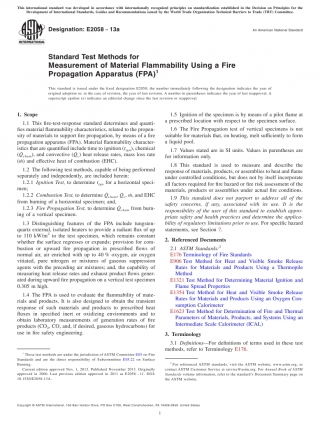 This international standard was developed in accordance with internationally recognized principles on standardization established in the Decision on Principles for the
Development of International Standards, Guides and Recommendations issued by the World Trade Organization Technical Barriers to Trade (TBT) Committee.
Designation: E2058 − 13a
An American National Standard
Standard Test Methods for
Measurement of Material Flammability Using a Fire
Propagation Apparatus (FPA)1
This standard is issued under the fixed designation E2058; the number immediately following the designation indicates the year of
original adoption or, in the case of revision, the year of last revision. A number in parentheses indicates the year of last reapproval. A
superscript epsilon (ε) indicates an editorial change since the last revision or reapproval.
1. Scope
1.1 This fire-test-response standard determines and quanti-
fies material flammability characteristics, related to the propen-
sity of materials to support fire propagation, by means of a fire
propagation apparatus (FPA). Material flammability character-
istics that are quantified include time to ignition (tign), chemical
(Q̇chem), and convective (Q̇c) heat release rates, mass loss rate
(ṁ) and effective heat of combustion (EHC).
1.2 The following test methods, capable of being performed
separately and independently, are included herein:
1.2.1 Ignition Test, to determine tign for a horizontal speci-
men;
1.2.2 Combustion Test, to determine Q̇chem, Q̇c, ṁ, and EHC
from burning of a horizontal specimen; and,
1.2.3 Fire Propagation Test, to determine Q̇chem from burn-
ing of a vertical specimen.
1.3 Distinguishing features of the FPA include tungsten-
quartz external, isolated heaters to provide a radiant flux of up
to 110 kW/m2 to the test specimen, which remains constant
whether the surface regresses or expands; provision for com-
bustion or upward fire propagation in prescribed flows of
normal air, air enriched with up to 40 % oxygen, air oxygen
vitiated, pure nitrogen or mixtures of gaseous suppression
agents with the preceding air mixtures; and, the capability of
measuring heat release rates and exhaust product flows gener-
ated during upward fire propagation on a vertical test specimen
0.305 m high.
1.4 The FPA is used to evaluate the flammability of mate-
rials and products. It is also designed to obtain the transient
response of such materials and products to prescribed heat
fluxes in specified inert or oxidizing environments and to
obtain laboratory measurements of generation rates of fire
products (CO2, CO, and, if desired, gaseous hydrocarbons) for
use in fire safety engineering.
1.5 Ignition of the specimen is by means of a pilot flame at
a prescribed location with respect to the specimen surface.
1.6 The Fire Propagation test of vertical specimens is not
suitable for materials that, on heating, melt sufficiently to form
a liquid pool.
1.7 Values stated are in SI units. Values in parentheses are
for information only.
1.8 This standard is used to measure and describe the
response of materials, products, or assemblies to heat and flame
under controlled conditions, but does not by itself incorporate
all factors required for fire hazard or fire risk assessment of the
materials, products or assemblies under actual fire conditions.
1.9 This standard does not purport to address all of the
safety concerns, if any, associated with its use. It is the
responsibility of the user of this standard to establish appro-
priate safety and health practices and determine the applica-
bility of regulatory limitations prior to use. For specific hazard
statements, see Section 7.
2. Referenced Documents
2.1 ASTM Standards:2
E176 Terminology of Fire Standards
E906 Test Method for Heat and Visible Smoke Release
Rates for Materials and Products Using a Thermopile
Method
E1321 Test Method for Determining Material Ignition and
Flame Spread Properties
E1354 Test Method for Heat and Visible Smoke Release
Rates for Materials and Products Using an Oxygen Con-
sumption Calorimeter
E1623 Test Method for Determination of Fire and Thermal
Parameters of Materials, Products, and Systems Using an
Intermediate Scale Calorimeter (ICAL)
3. Terminology
3.1 Definitions—For definitions of terms used in these test
methods, refer to Terminology E176.
1 These test methods are under the jurisdiction of ASTM Committee E05 on Fire
Standards and are the direct responsibility of Subcommittee E05.22 on Surface
Burning.
Current edition approved Nov. 1, 2013. Published November 2013. Originally
approved in 2000. Last previous edition approved in 2013 as E2058 – 13. DOI:
10.1520/E2058-13A.
2 For referenced ASTM standards, visit the ASTM website, www.astm.org, or
contact ASTM Customer Service at service@astm.org. For Annual Book of ASTM
Standards volume information, refer to the standard's Document Summary page on
the ASTM website.
Copyright © ASTM International, 100 Barr Harbor Drive, PO Box C700, West Conshohocken, PA 19428-2959. United States
1